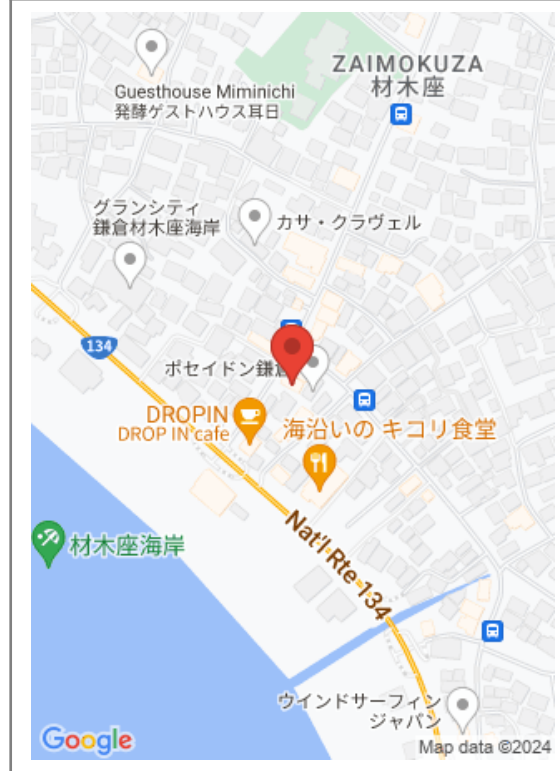 ZAIMOKUZA
材木座
Guesthouse Miminichi
発酵ゲストハウス耳日
グランシティ
鎌倉材木座海岸
カサ・クラヴェル
134
ポセイドン鎌倉
DROPIN
DROP IN cafe
海沿いの キコリ食堂
材木座海岸
Nat'l Rte 134
ウインドサーフィン
ジャパン
Google
Map data ©2024